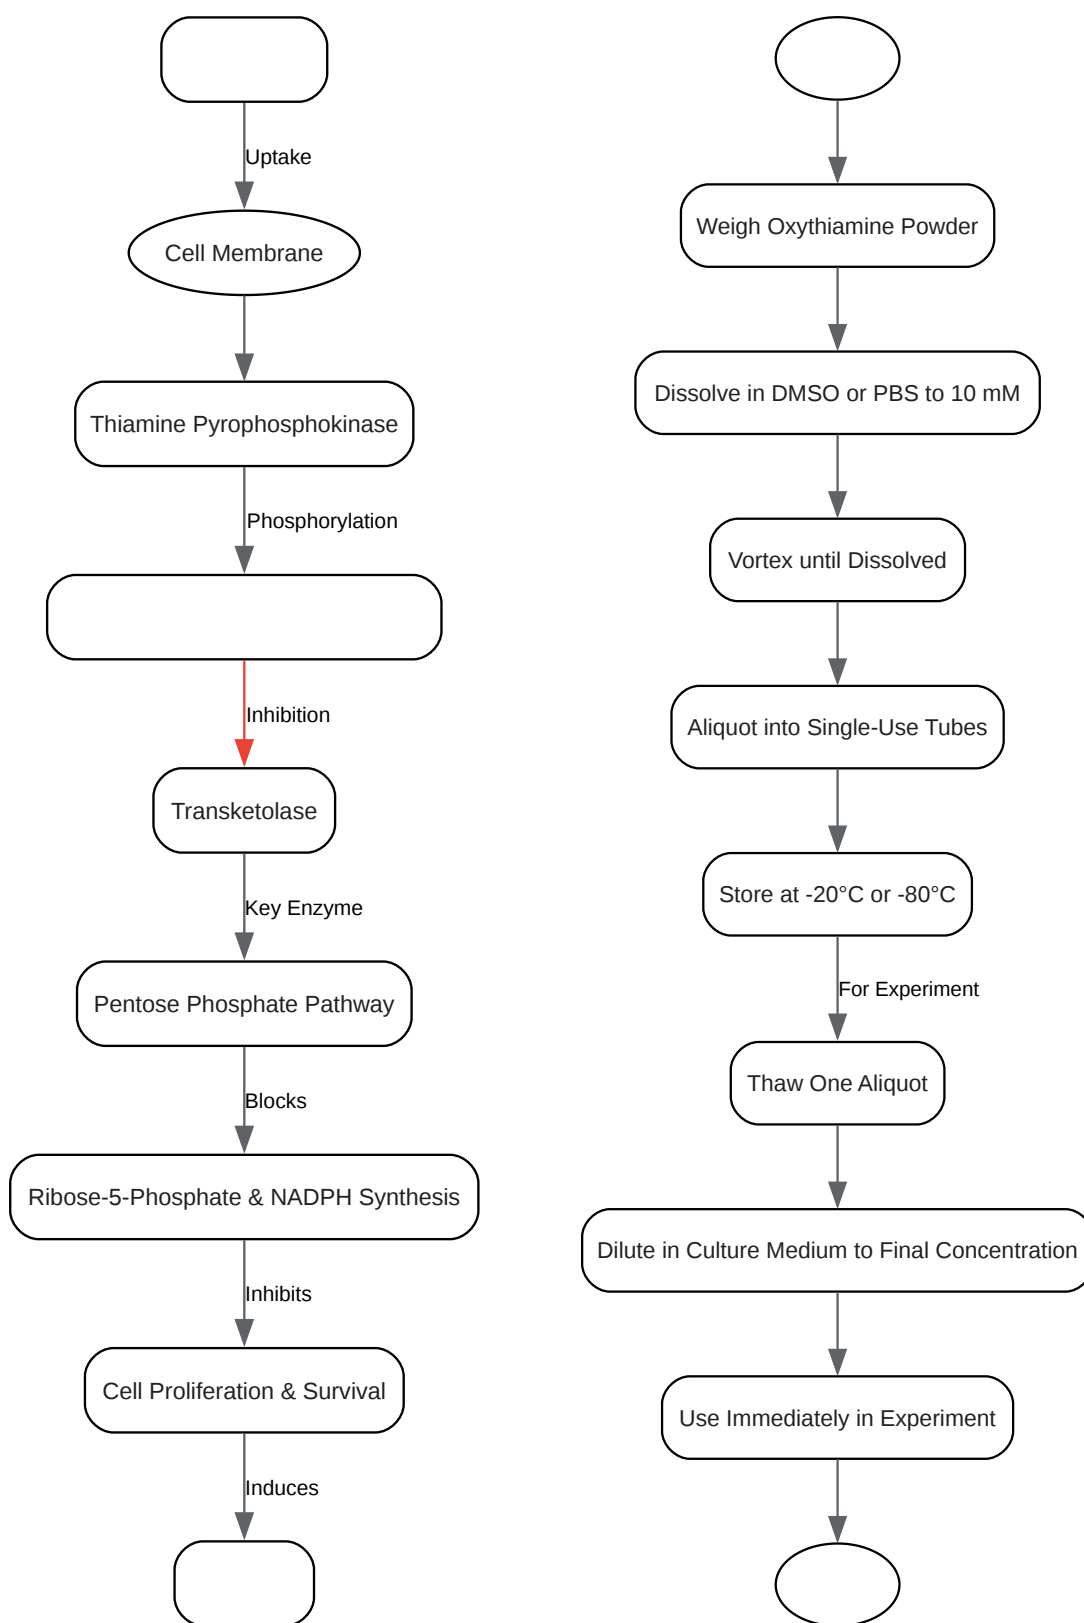 Uptake
Cell Membrane
Thiamine Pyrophosphokinase
Phosphorylation
Inhibition
Transketolase
Key Enzyme
Pentose Phosphate Pathway
Blocks
Ribose-5-Phosphate & NADPH Synthesis
Inhibits
Cell Proliferation & Survival
Induces
Weigh Oxythiamine Powder
Dissolve in DMSO or PBS to 10 mM
Vortex until Dissolved
Aliquot into Single-Use Tubes
Store at -20°C or -80°C
For Experiment
Thaw One Aliquot
Dilute in Culture Medium to Final Concentration
Use Immediately in Experiment